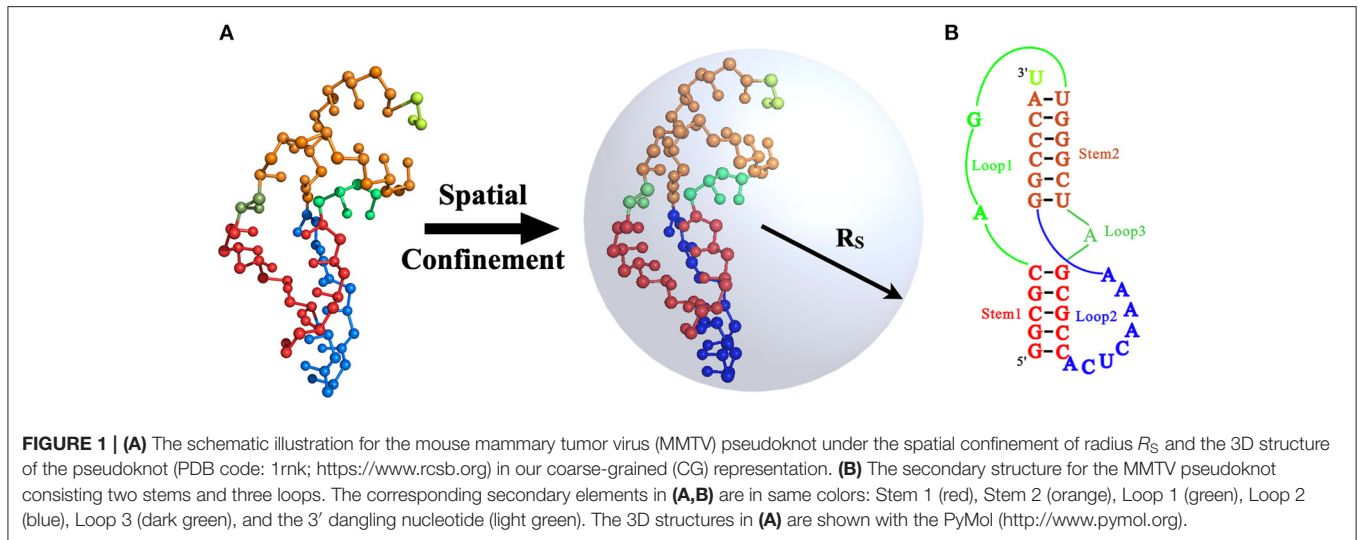 A
Spatial
Confinement
R_S
B
3'U
A-U
C-G
C-G
C-G
G-C
G-U
Stem2
G
Loop1
A
A
Loop3
C-G
G-C
C-G
G-C
G-C
Stem1
Loop2
5'
A
A
A
A
C
U
C
A
FIGURE 1 | (A) The schematic illustration for the mouse mammary tumor virus (MMTV) pseudoknot under the spatial confinement of radius R_S and the 3D structure
of the pseudoknot (PDB code: 1rnk; https://www.rcsb.org) in our coarse-grained (CG) representation. (B) The secondary structure for the MMTV pseudoknot
consisting two stems and three loops. The corresponding secondary elements in (A,B) are in same colors: Stem 1 (red), Stem 2 (orange), Loop 1 (green), Loop 2
(blue), Loop 3 (dark green), and the 3′ dangling nucleotide (light green). The 3D structures in (A) are shown with the PyMol (http://www.pymol.org).